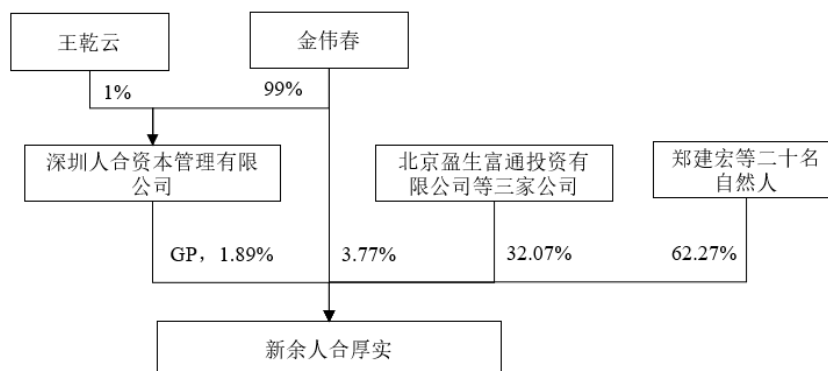 王乾云
金伟春
1%
99%
深圳人合资本管理有限
公司
北京盈生富通投资有
限公司等三家公司
郑建宏等二十名
自然人
GP，1.89%
3.77%
32.07%
62.27%
新余人合厚实